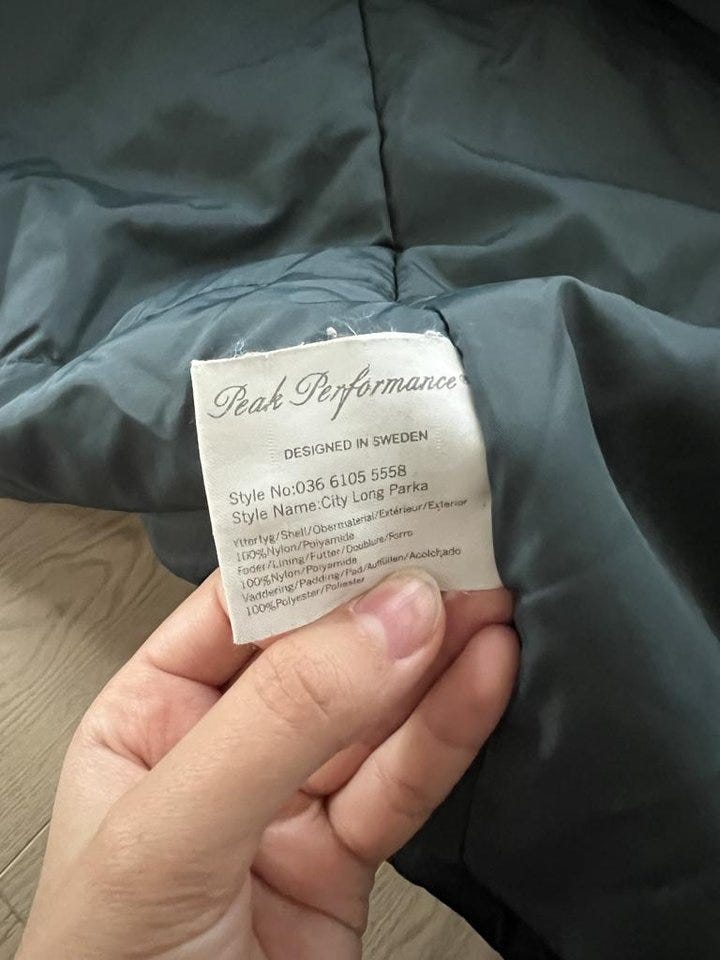 Peak Performance
DESIGNED IN SWEDEN
Style No:036 6105 5558
Style Name:City Long Parka
Yttertyg/Shell/Obermaterial/Extérieur/Exterior
100%Nylon/Polyamide
Foder/Lining/Futter/Doublure/Forro
100%Nylon/Polyamide
Vaddering/Padding/Pad/Auffüllen/Acolchado
100%Polyester/Poliester